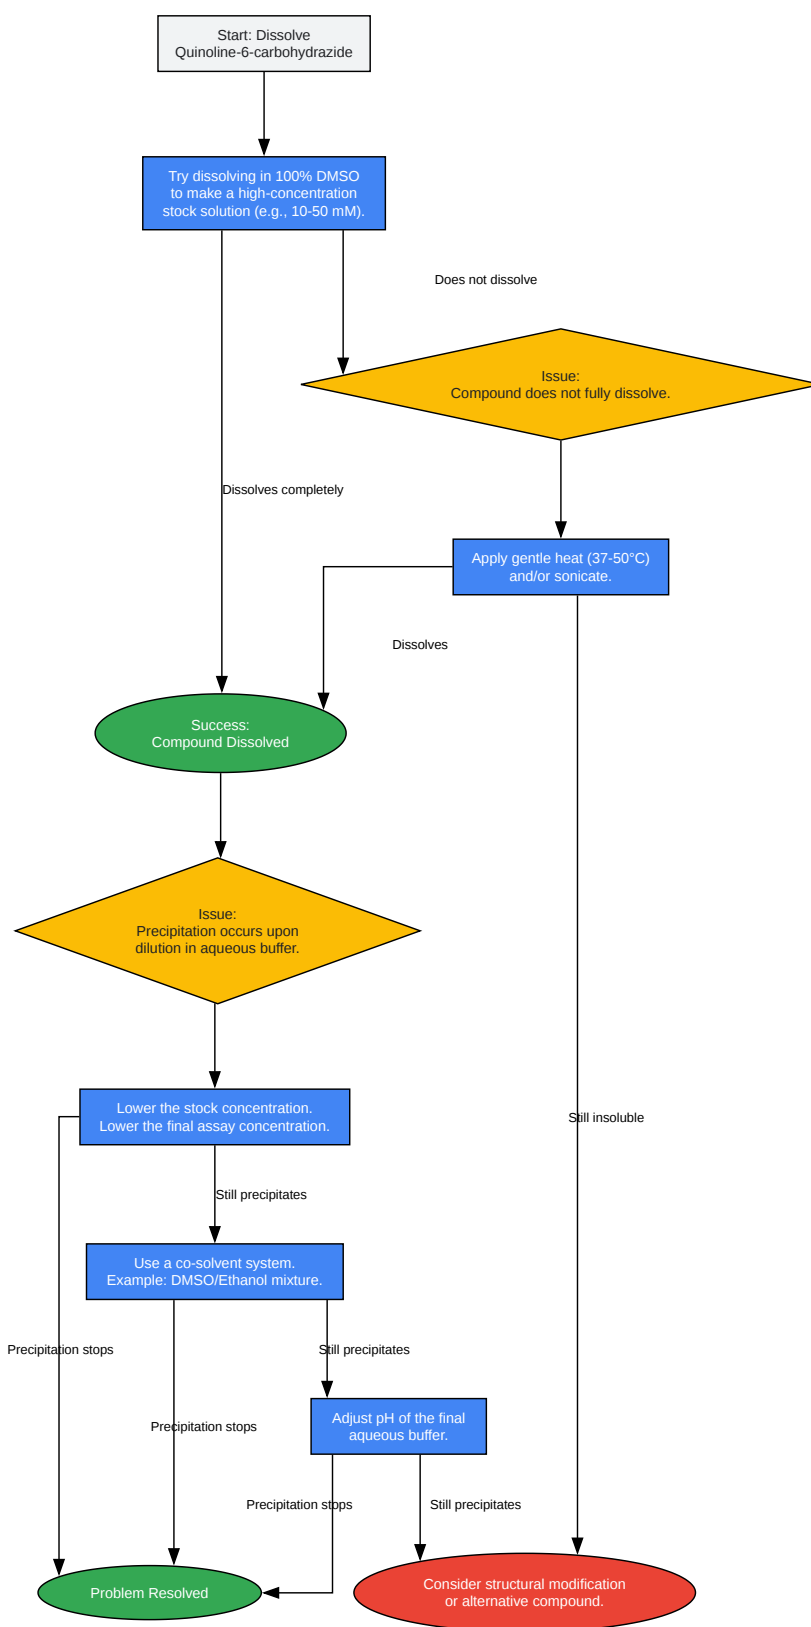 Start: Dissolve
Quinoline-6-carbohydrazide
Try dissolving in 100% DMSO
to make a high-concentration
stock solution (e.g., 10-50 mM).
Does not dissolve
Issue:
Compound does not fully dissolve.
Dissolves completely
Apply gentle heat (37-50°C)
and/or sonicate.
Dissolves
Success:
Compound Dissolved
Issue:
Precipitation occurs upon
dilution in aqueous buffer.
Lower the stock concentration.
Lower the final assay concentration.
Still insoluble
Still precipitates
Use a co-solvent system.
Example: DMSO/Ethanol mixture.
Precipitation stops
Still precipitates
Precipitation stops
Adjust pH of the final
aqueous buffer.
Precipitation stops
Still precipitates
Problem Resolved
Consider structural modification
or alternative compound.